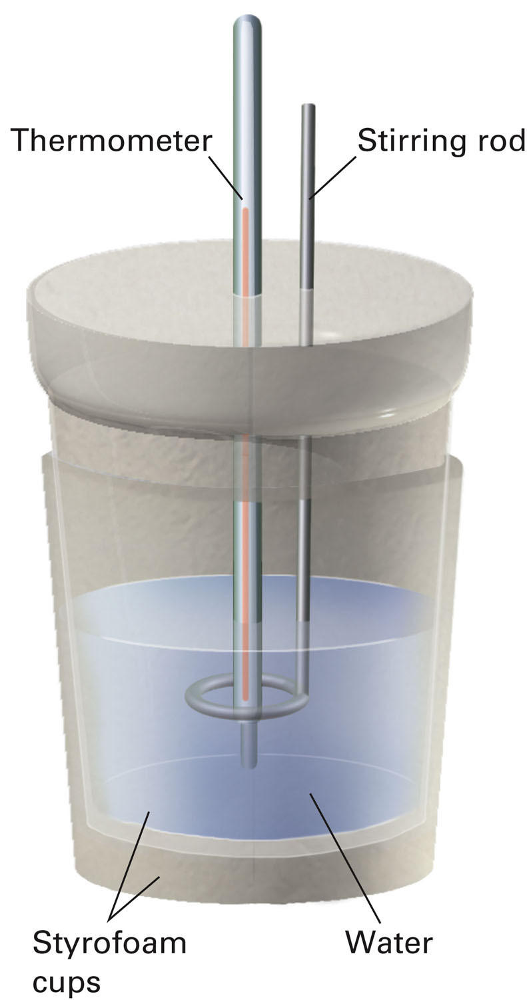 Thermometer
Stirring rod
Styrofoam
cups
Water